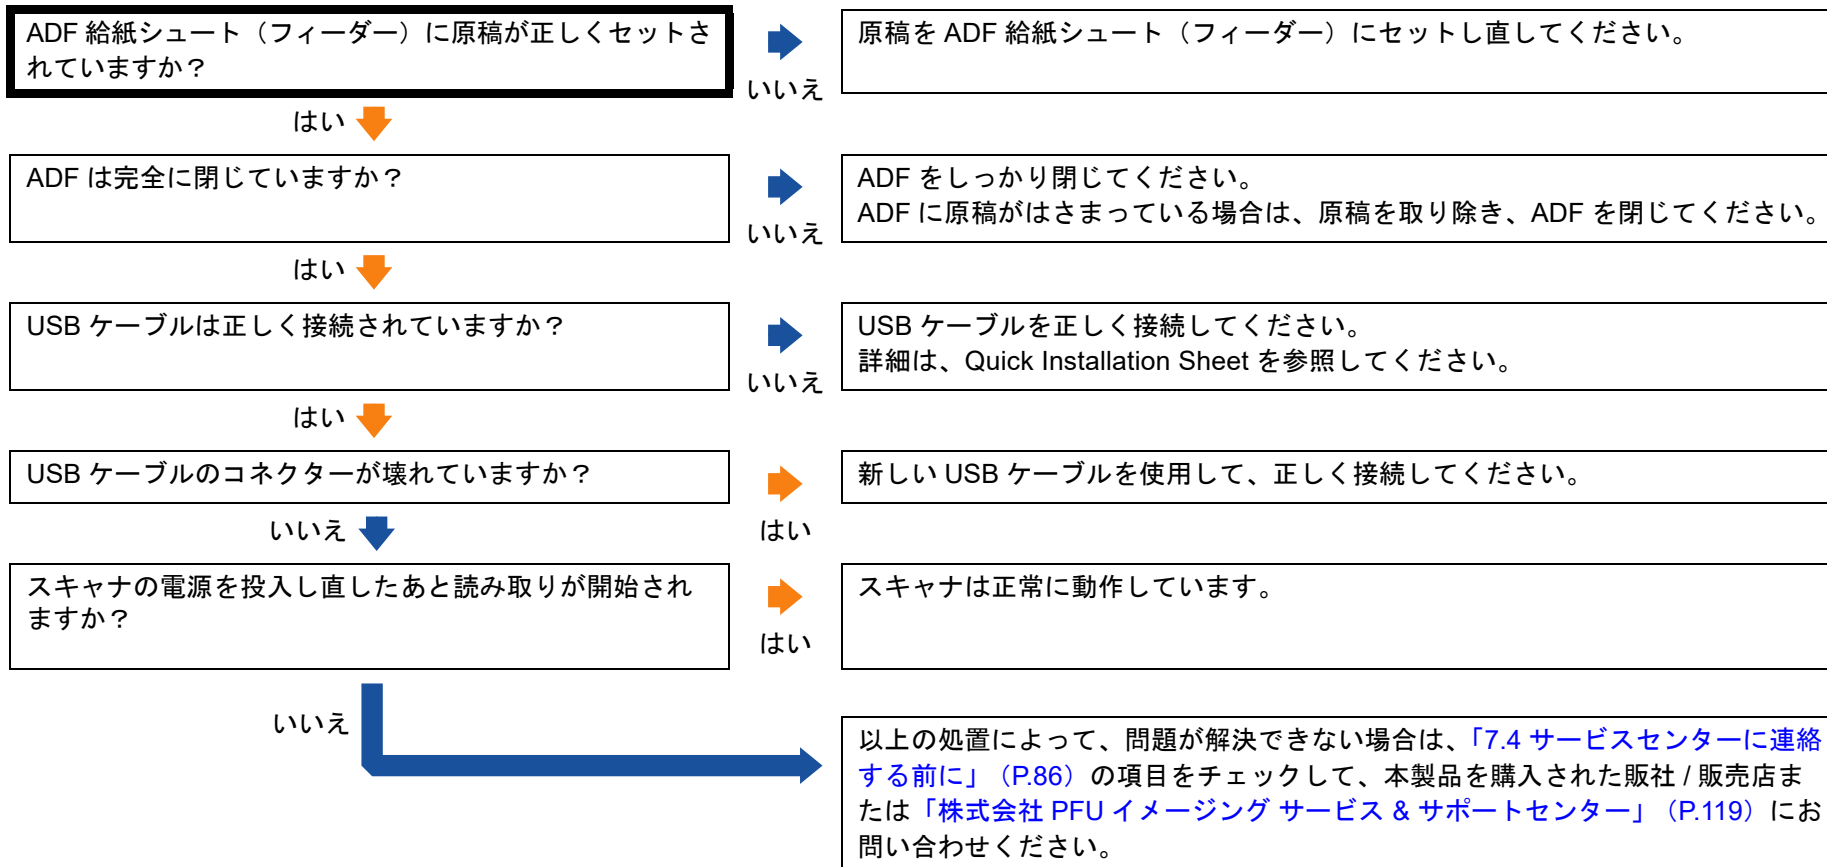 ADF 給紙シュート（フィーダー）に原稿が正しくセットさ
れていますか？
いいえ
原稿を ADF 給紙シュート（フィーダー）にセットし直してください。
はい
ADF は完全に閉じていますか？
いいえ
ADF をしっかり閉じてください。
ADF に原稿がはさまっている場合は、原稿を取り除き、ADF を閉じてください。
はい
USB ケーブルは正しく接続されていますか？
いいえ
USB ケーブルを正しく接続してください。
詳細は、Quick Installation Sheet を参照してください。
はい
USB ケーブルのコネクターが壊れていますか？
はい
新しい USB ケーブルを使用して、正しく接続してください。
いいえ
スキャナの電源を投入し直したあと読み取りが開始され
ますか？
はい
スキャナは正常に動作しています。
いいえ
以上の処置によって、問題が解決できない場合は、「7.4 サービスセンターに連絡
する前に」（P.86）の項目をチェックして、本製品を購入された販社 / 販売店ま
たは「株式会社 PFU イメージング サービス & サポートセンター」（P.119）にお
問い合わせください。